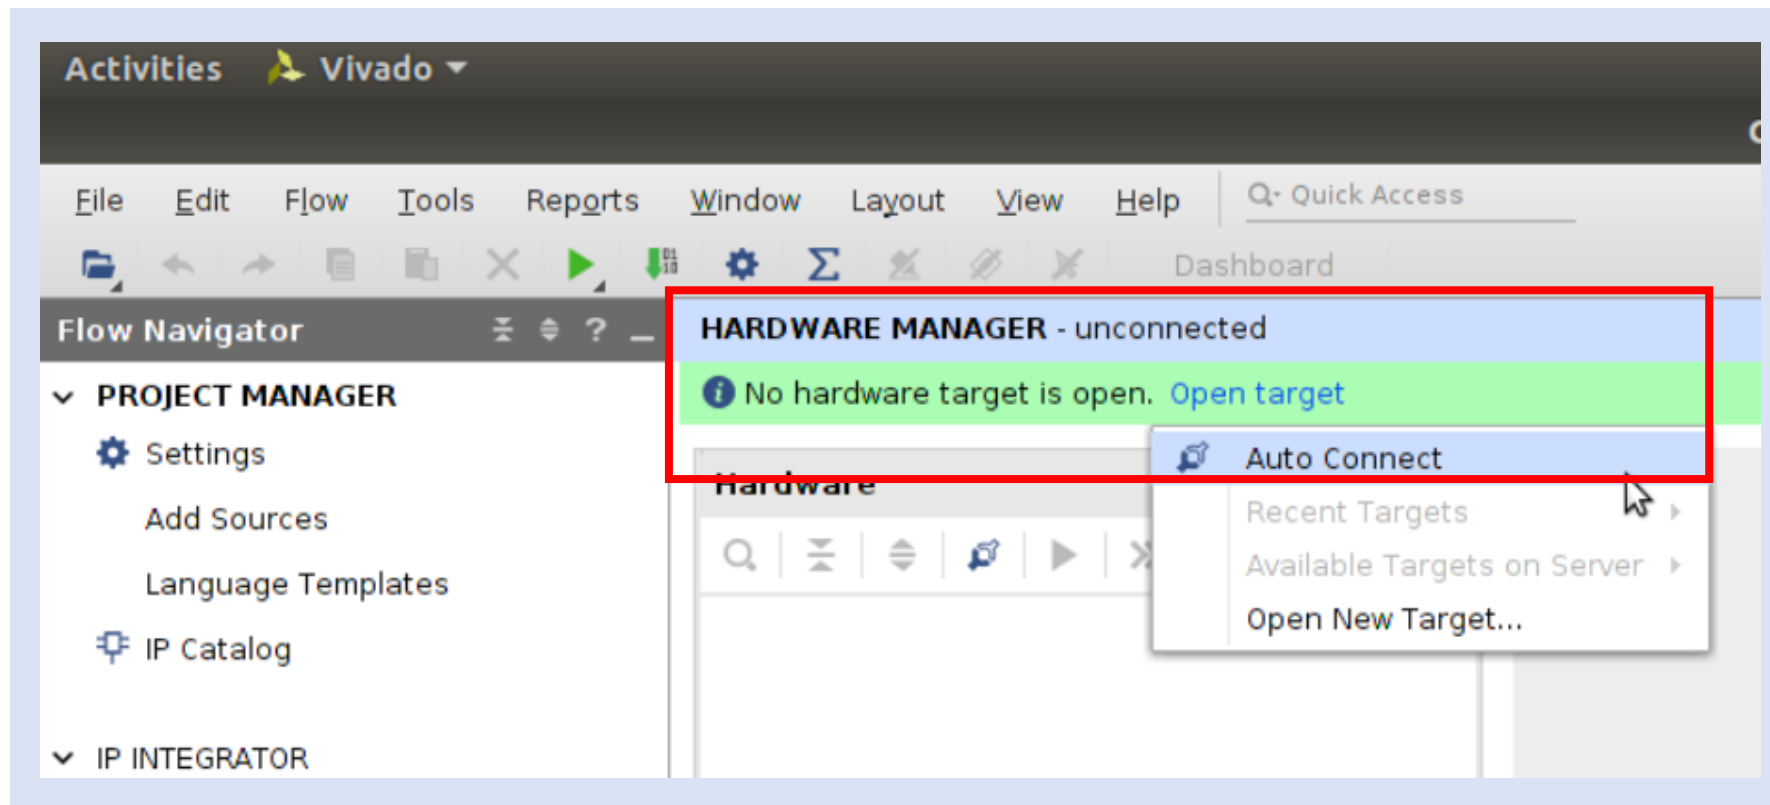 Activities Vivado
File Edit Flow Tools Reports Window Layout View Help Quick Access
Dashboard
Flow Navigator ? HARDWARE MANAGER - unconnected
PROJECT MANAGER
No hardware target is open. Open target
Settings
Auto Connect
Hardware
Add Sources
Recent Targets
Available Targets on Server
Language Templates
Open New Target...
IP Catalog
IP INTEGRATOR